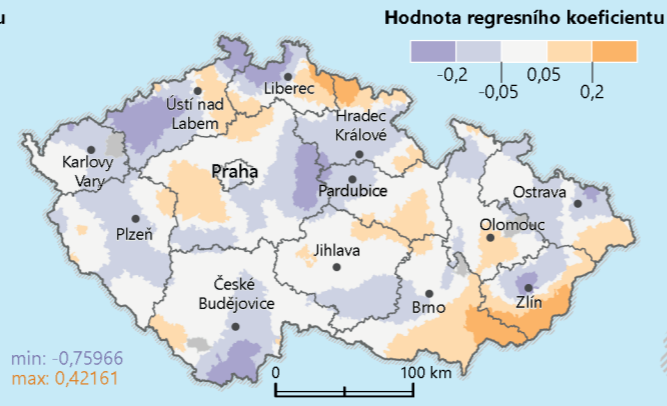 u
Hodnota regresního koeficientu
-0,2
0,05
-0,05
0,2
Liberec
Ústí nad
Labem
Hradec
Králové
Karlovy
Vary
Praha
Pardubice
Ostrava
Plzeň
Olomouc
Jihlava
České
Budějovice
Brno
Zlín
min: -0,75966
max: 0,42161
0
100 km